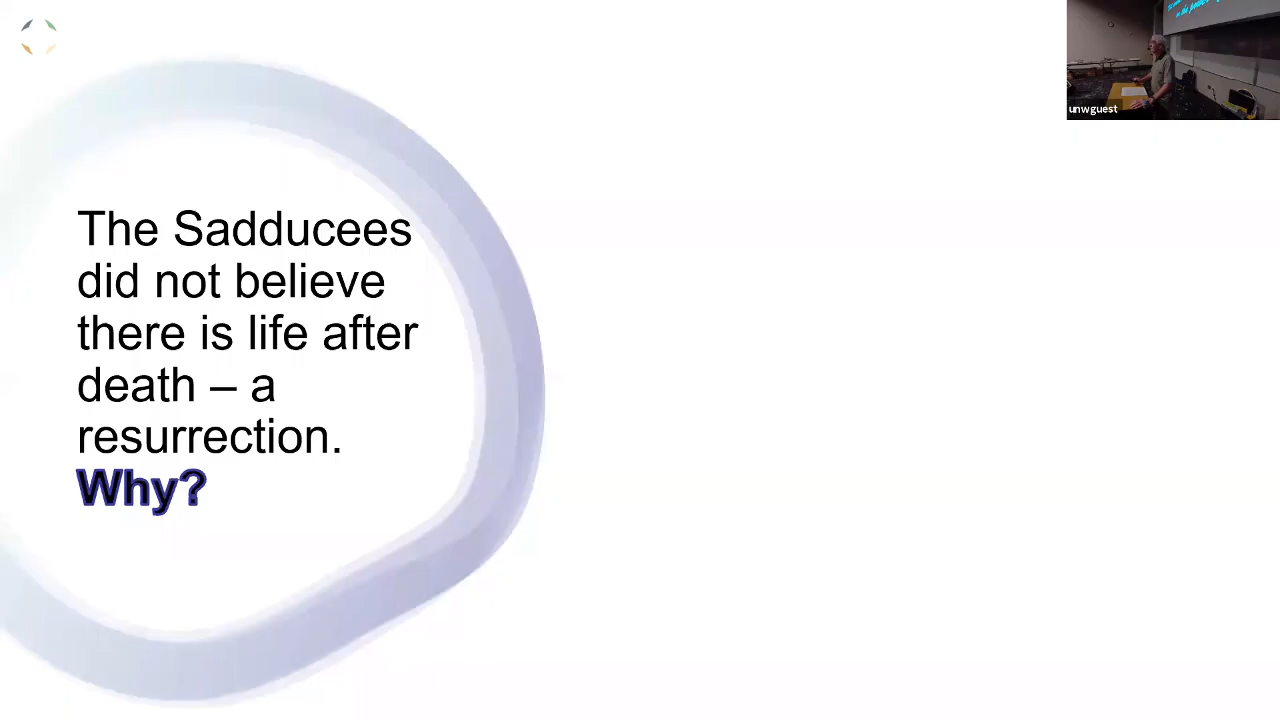 The Sadducees
did not believe
there is life after
death – a
resurrection.
Why?
unwguest